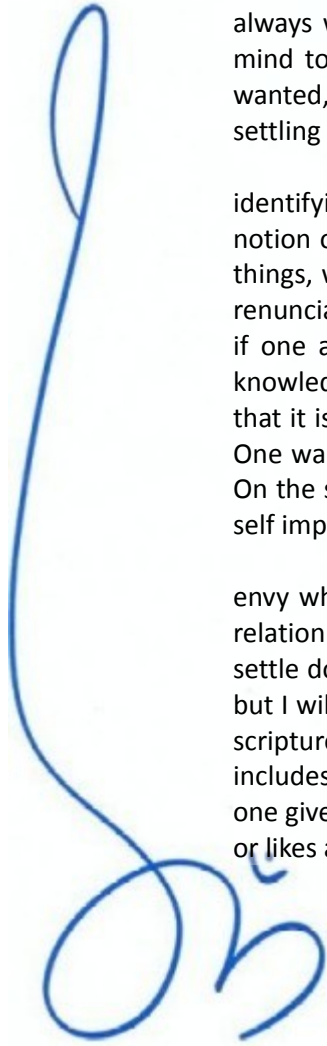 always w
mind to
wanted,
settling
identifyi
notion o
things, w
renuncia
if one a
knowled
that it is
One wa
On the s
self imp
envy wh
relation
settle do
but I wil
scripture
includes
one give
or likes a